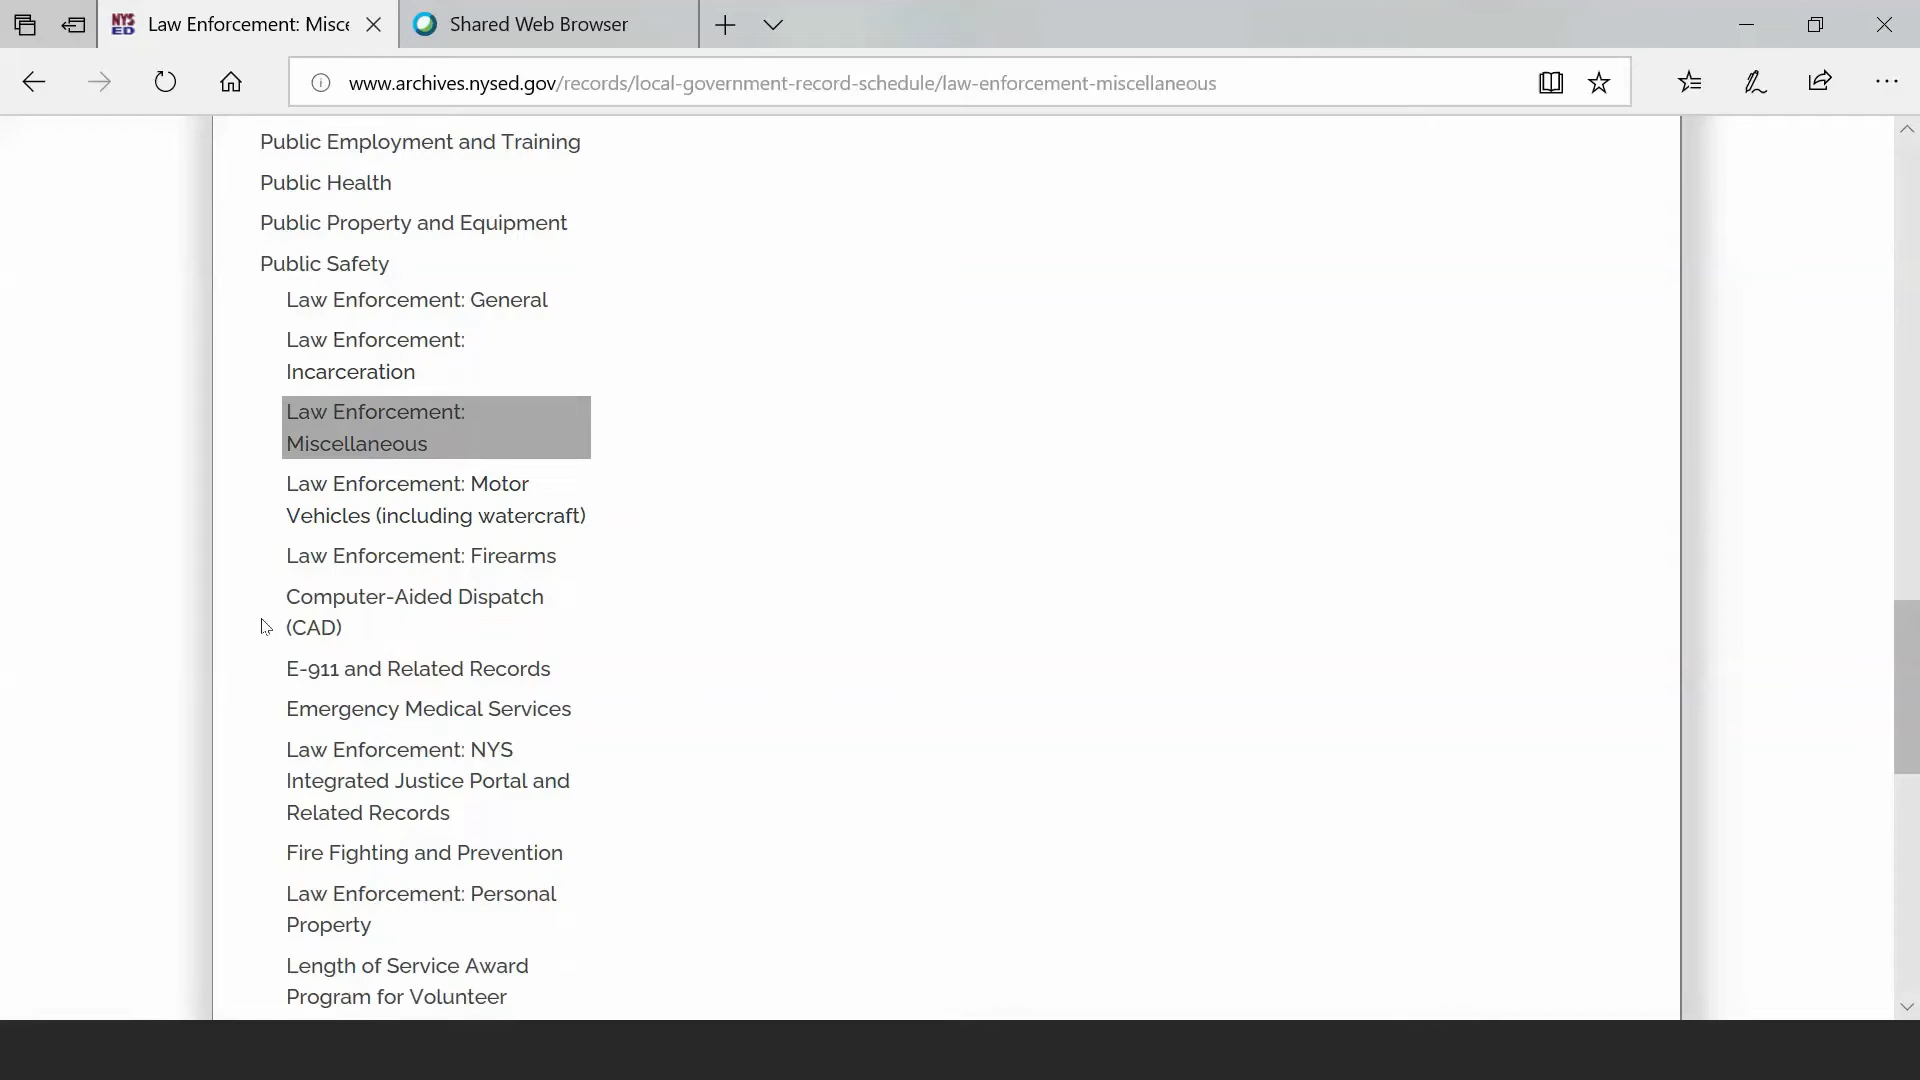 NYS
ED
Law Enforcement: Misce
Shared Web Browser
www.archives.nysed.gov/records/local-government-record-schedule/law-enforcement-miscellaneous
Public Employment and Training
Public Health
Public Property and Equipment
Public Safety
Law Enforcement: General
Law Enforcement:
Incarceration
Law Enforcement:
Miscellaneous
Law Enforcement: Motor
Vehicles (including watercraft)
Law Enforcement: Firearms
Computer-Aided Dispatch
(CAD)
E-911 and Related Records
Emergency Medical Services
Law Enforcement: NYS
Integrated Justice Portal and
Related Records
Fire Fighting and Prevention
Law Enforcement: Personal
Property
Length of Service Award
Program for Volunteer